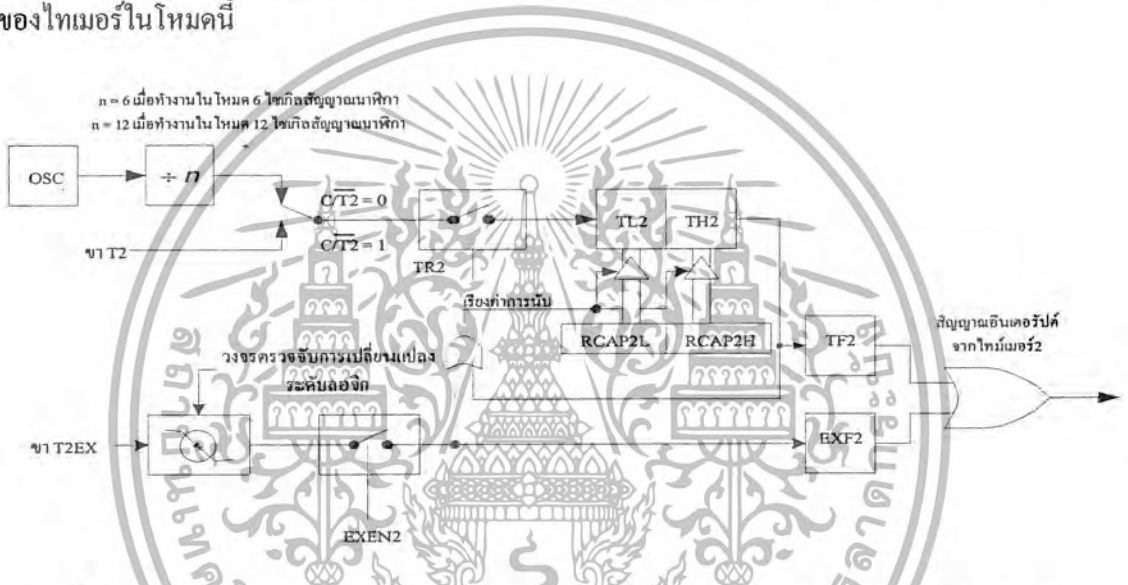 ของไทเมอร์ในโหมดนี้
n = 6 เมื่อทำงานในโหมด 6 ไซเกิลสัญญาณนาฬิกา
n = 12 เมื่อทำงานในโหมด 12 ไซเกิลสัญญาณนาฬิกา
OSC
÷ n
C/T2 = 0
C/T2 = 1
ขา T2
TR2
TL2
TH2
เรียงค่าการนับ
RCAP2L
RCAP2H
TF2
สัญญาณอินเตอร์รัปต์
จากไทม์เมอร์2
วงจรตรวจจับการเปลี่ยนแปลง
ระดับลอจิก
ขา T2EX
EXF2
EXEN2